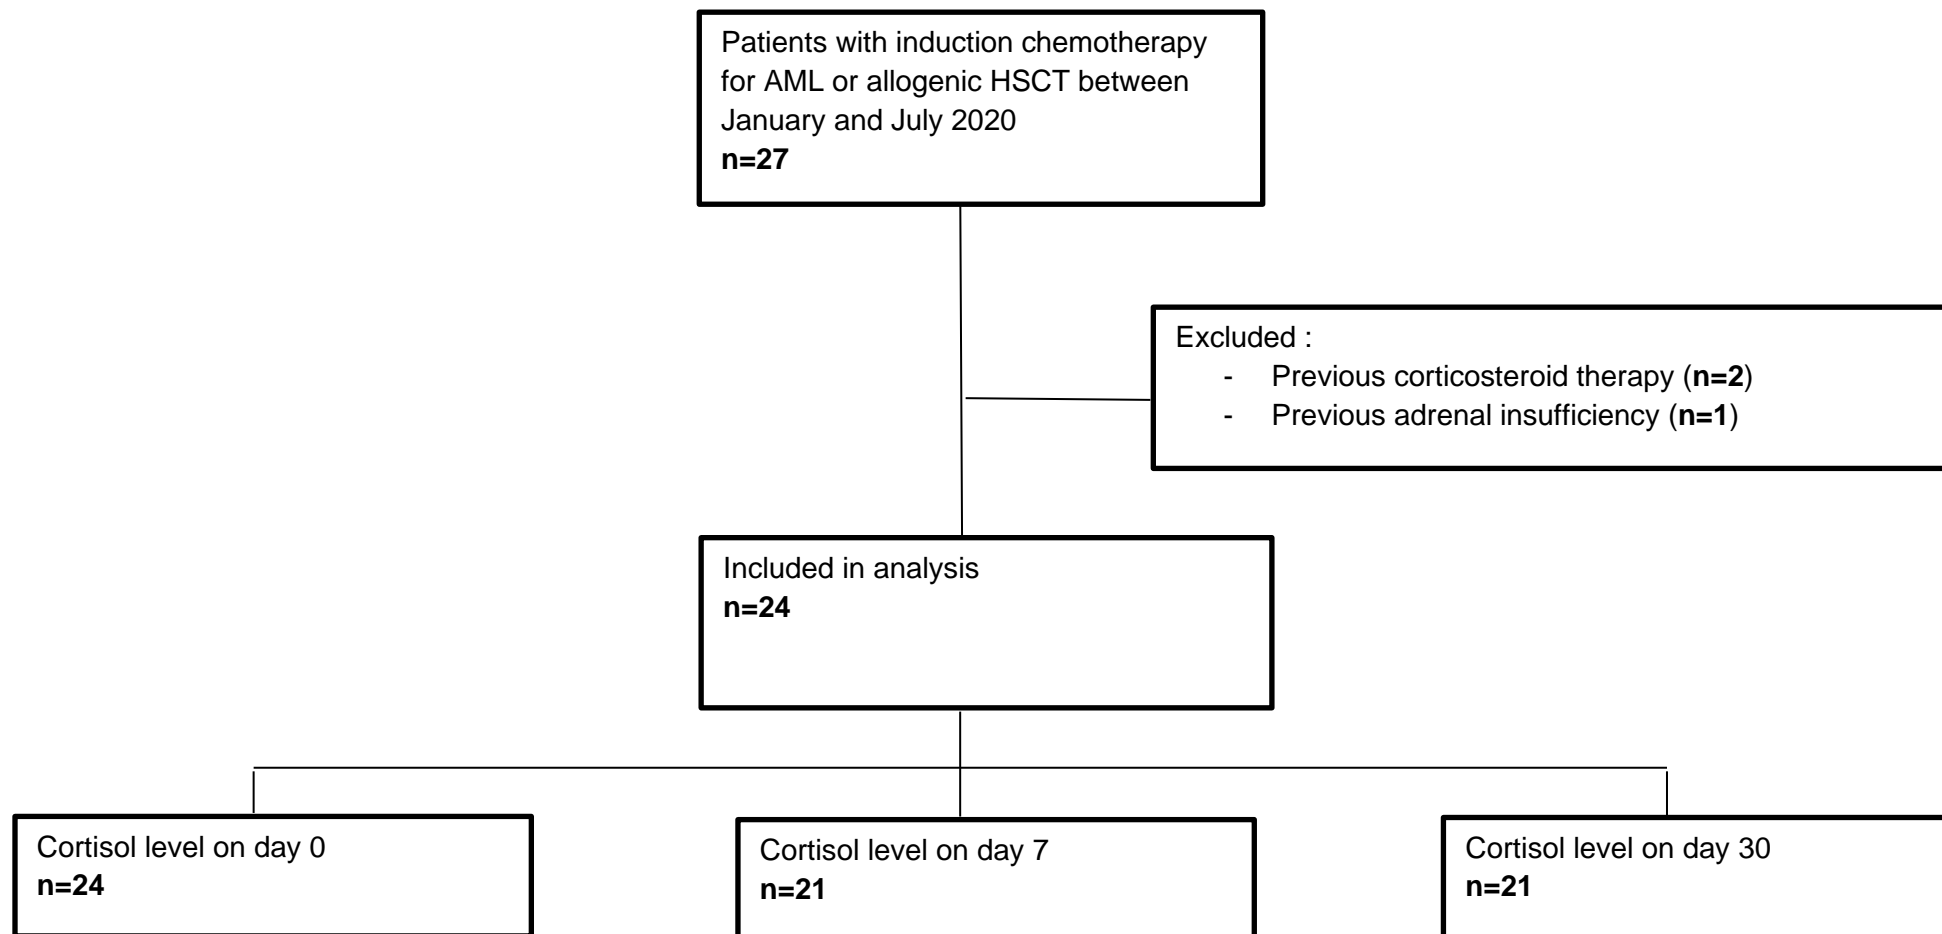 Patients with induction chemotherapy
for AML or allogenic HSCT between
January and July 2020
n=27
Excluded :
- Previous corticosteroid therapy (n=2)
- Previous adrenal insufficiency (n=1)
Included in analysis
n=24
Cortisol level on day 0
n=24
Cortisol level on day 7
n=21
Cortisol level on day 30
n=21